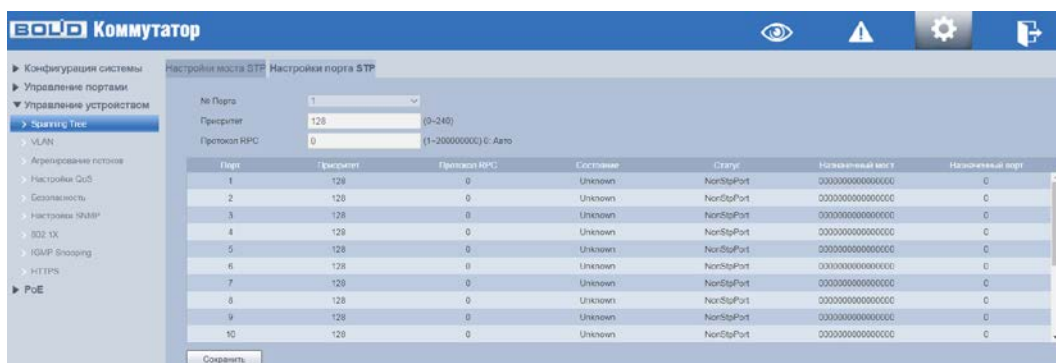 BOLID Коммутатор
Конфигурация системы
Управление портами
Управление устройством
Spanning Tree
VLAN
Агрегирование потоков
Настройки QoS
Безопасность
Настройки SNMP
802.1X
IGMP Snooping
HTTPS
PoE
Настройки моста STP Настройки порта STP
№ Порта 1
Приоритет 128 (0~240)
Протокол RPC 0 (1~200000000) 0: Авто
Порт Приоритет Протокол RPC Состояние Статус Назначенный мост Назначенный порт
1 128 0 Unknown NonStpPort 0000000000000000 0
2 128 0 Unknown NonStpPort 0000000000000000 0
3 128 0 Unknown NonStpPort 0000000000000000 0
4 128 0 Unknown NonStpPort 0000000000000000 0
5 128 0 Unknown NonStpPort 0000000000000000 0
6 128 0 Unknown NonStpPort 0000000000000000 0
7 128 0 Unknown NonStpPort 0000000000000000 0
8 128 0 Unknown NonStpPort 0000000000000000 0
9 128 0 Unknown NonStpPort 0000000000000000 0
10 128 0 Unknown NonStpPort 0000000000000000 0
Сохранить